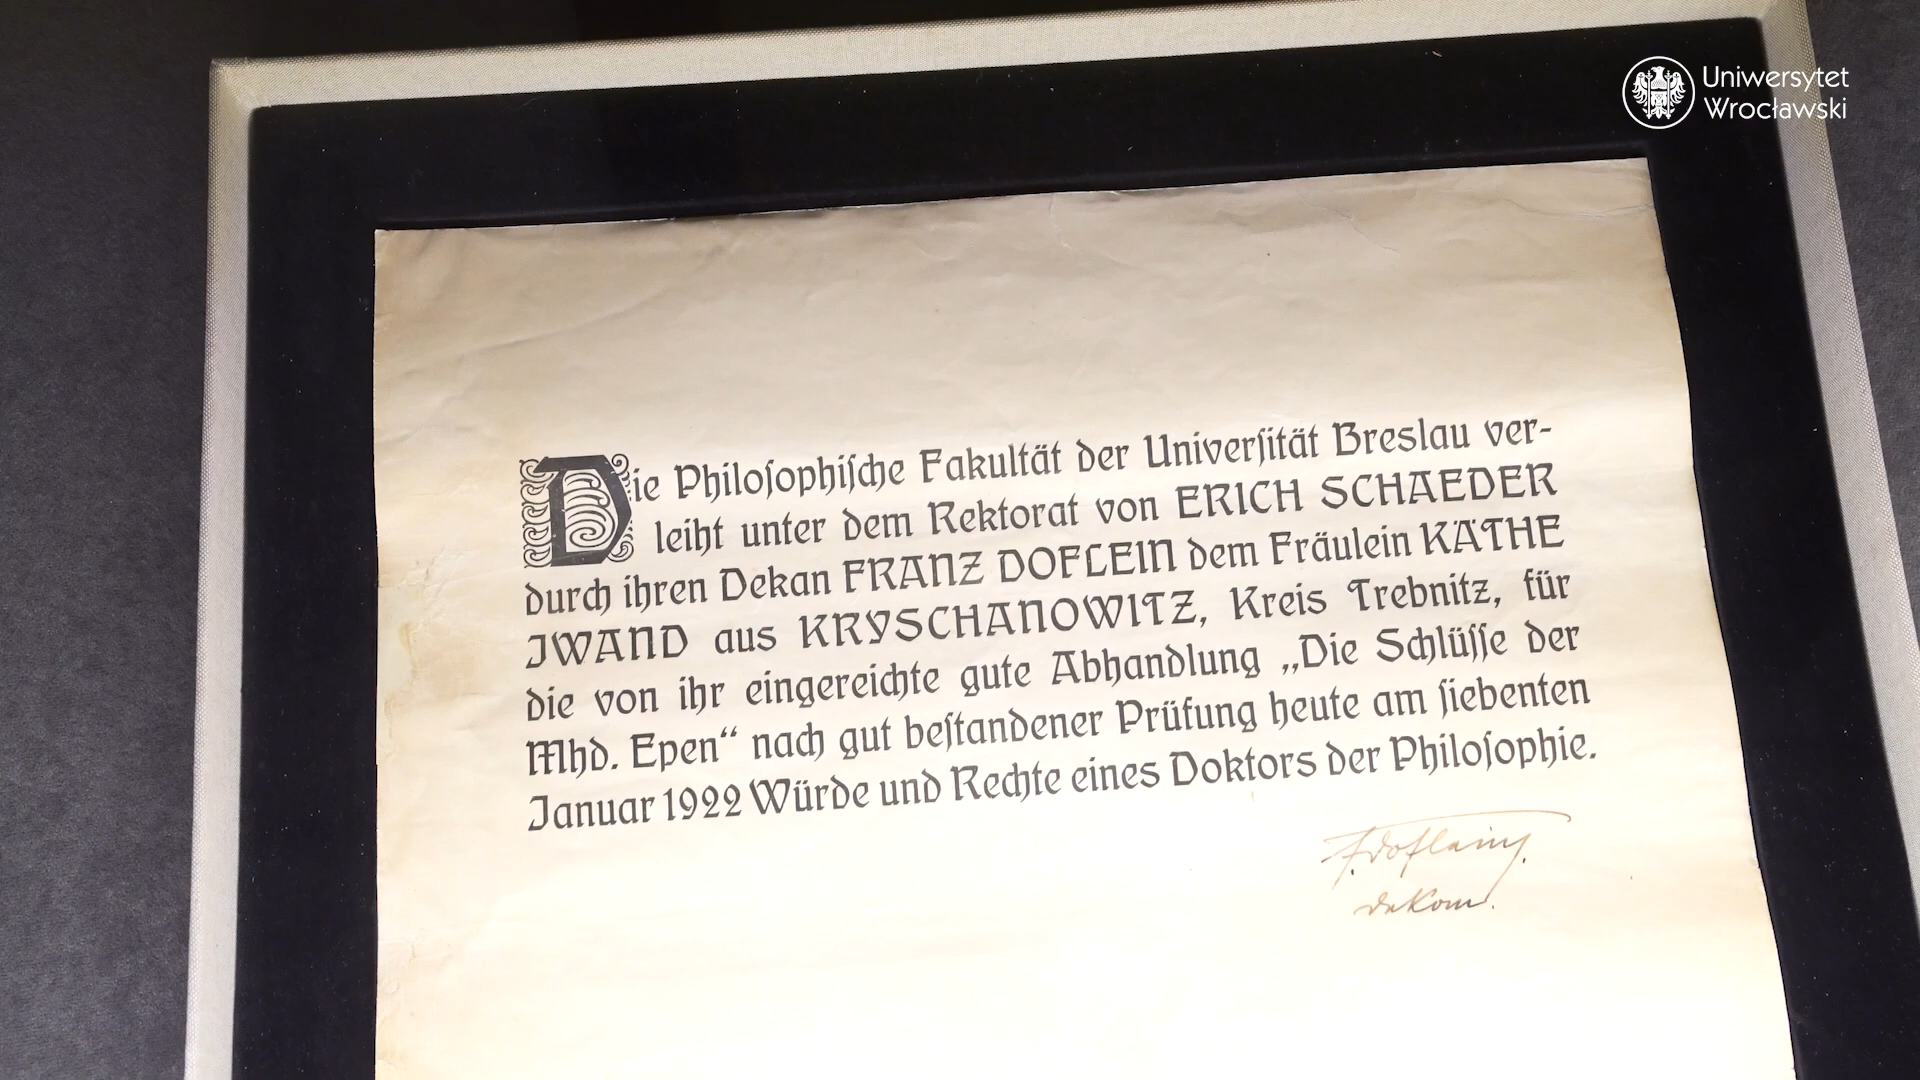 Uniwersytet
Wrocławski
Die Philoſophiſche Fakultät der Univerſität Breslau ver-
leiht unter dem Rektorat von ERICH SCHAEDER
durch ihren Dekan FRANZ DOFLEIN dem Fräulein KÄTHE
JWAND aus KRYSCHANOWITZ, Kreis Trebnitz, für
die von ihr eingereichte gute Abhandlung „Die Schlüſſe der
Mhd. Epen“ nach gut beſtandener Prüfung heute am ſiebenten
Januar 1922 Würde und Rechte eines Doktors der Philoſophie.
F. Doflein,
Dekan.